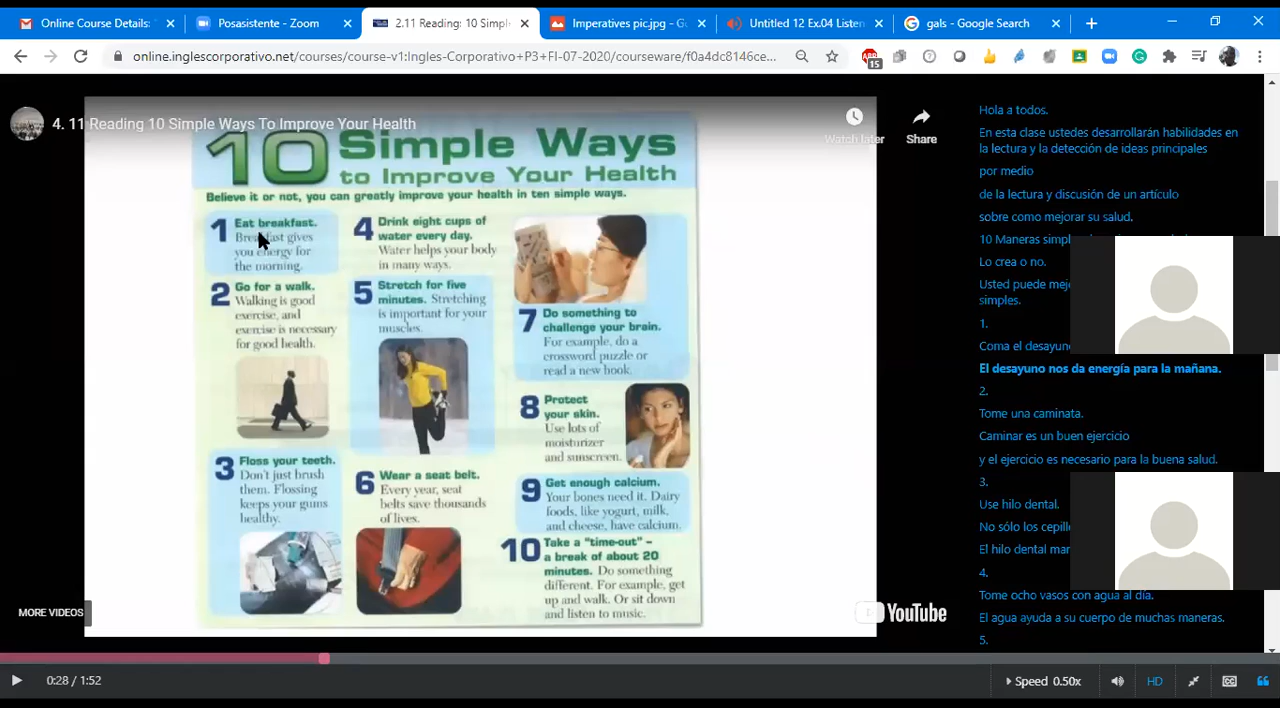 Online Course Details:
Posasistente - Zoom
2.11 Reading: 10 Simpl
Imperatives pic.jpg - G
Untitled 12 Ex.04 Listen
gals - Google Search
online.inglescorporativo.net/courses/course-v1:Ingles-Corporativo+P3+FI-07-2020/courseware/f0a4dc8146ce...
15
4. 11 Reading 10 Simple Ways To Improve Your Health
Watch later
Share
10 Simple Ways
to Improve Your Health
Believe it or not, you can greatly improve your health in ten simple ways.
1 Eat breakfast.
Breakfast gives
you energy for
the morning.
2 Go for a walk.
Walking is good
exercise, and
exercise is necessary
for good health.
3 Floss your teeth.
Don't just brush
them. Flossing
keeps your gums
healthy.
4 Drink eight cups of
water every day.
Water helps your body
in many ways.
5 Stretch for five
minutes. Stretching
is important for your
muscles.
6 Wear a seat belt.
Every year, seat
belts save thousands
of lives.
7 Do something to
challenge your brain.
For example, do a
crossword puzzle or
read a new book.
8 Protect
your skin.
Use lots of
moisturizer
and sunscreen.
9 Get enough calcium.
Your bones need it. Dairy
foods, like yogurt, milk,
and cheese, have calcium.
10 Take a "time-out" –
a break of about 20
minutes. Do something
different. For example, get
up and walk. Or sit down
and listen to music.
MORE VIDEOS
YouTube
Hola a todos.
En esta clase ustedes desarrollarán habilidades en
la lectura y la detección de ideas principales
por medio
de la lectura y discusión de un artículo
sobre como mejorar su salud.
10 Maneras simpl
Lo crea o no.
Usted puede mej
simples.
1.
Coma el desayun
El desayuno nos da energía para la mañana.
2.
Tome una caminata.
Caminar es un buen ejercicio
y el ejercicio es necesario para la buena salud.
3.
Use hilo dental.
No sólo los cepill
El hilo dental man
4.
Tome ocho vasos con agua al día.
El agua ayuda a su cuerpo de muchas maneras.
5.
0:28 / 1:52
Speed 0.50x
HD